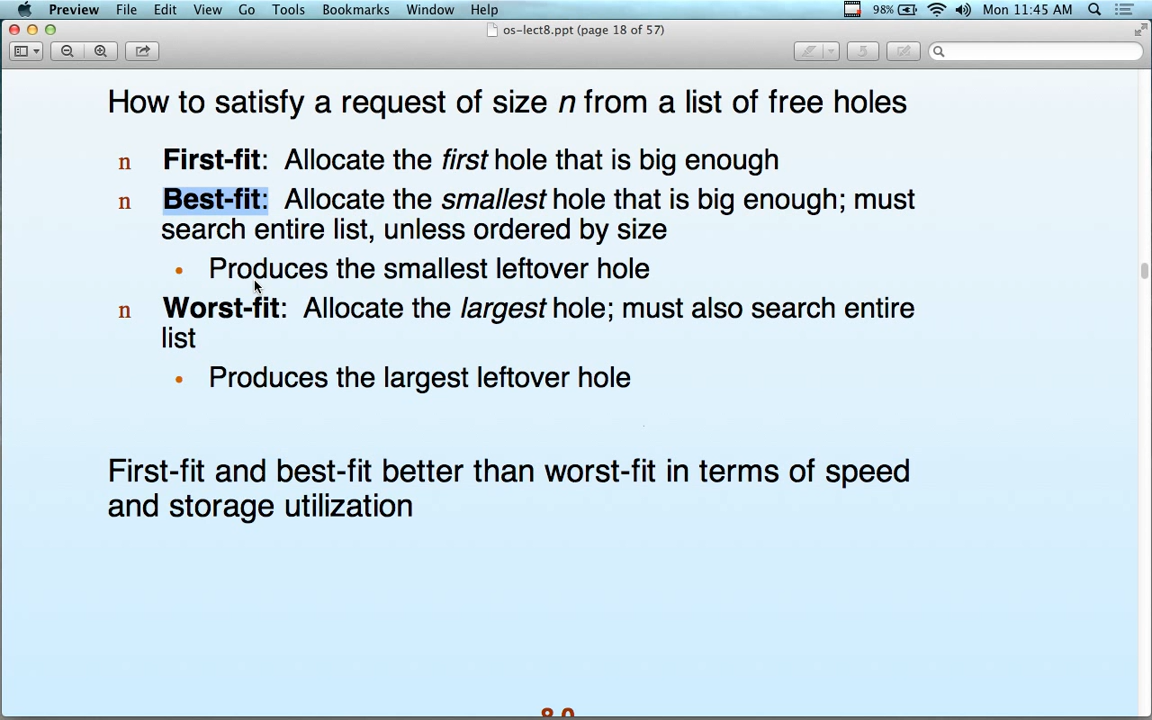 Preview File Edit View Go Tools Bookmarks Window Help 98% Mon 11:45 AM
os-lect8.ppt (page 18 of 57)
How to satisfy a request of size n from a list of free holes
n First-fit: Allocate the first hole that is big enough
n Best-fit: Allocate the smallest hole that is big enough; must
search entire list, unless ordered by size
• Produces the smallest leftover hole
n Worst-fit: Allocate the largest hole; must also search entire
list
• Produces the largest leftover hole
First-fit and best-fit better than worst-fit in terms of speed
and storage utilization